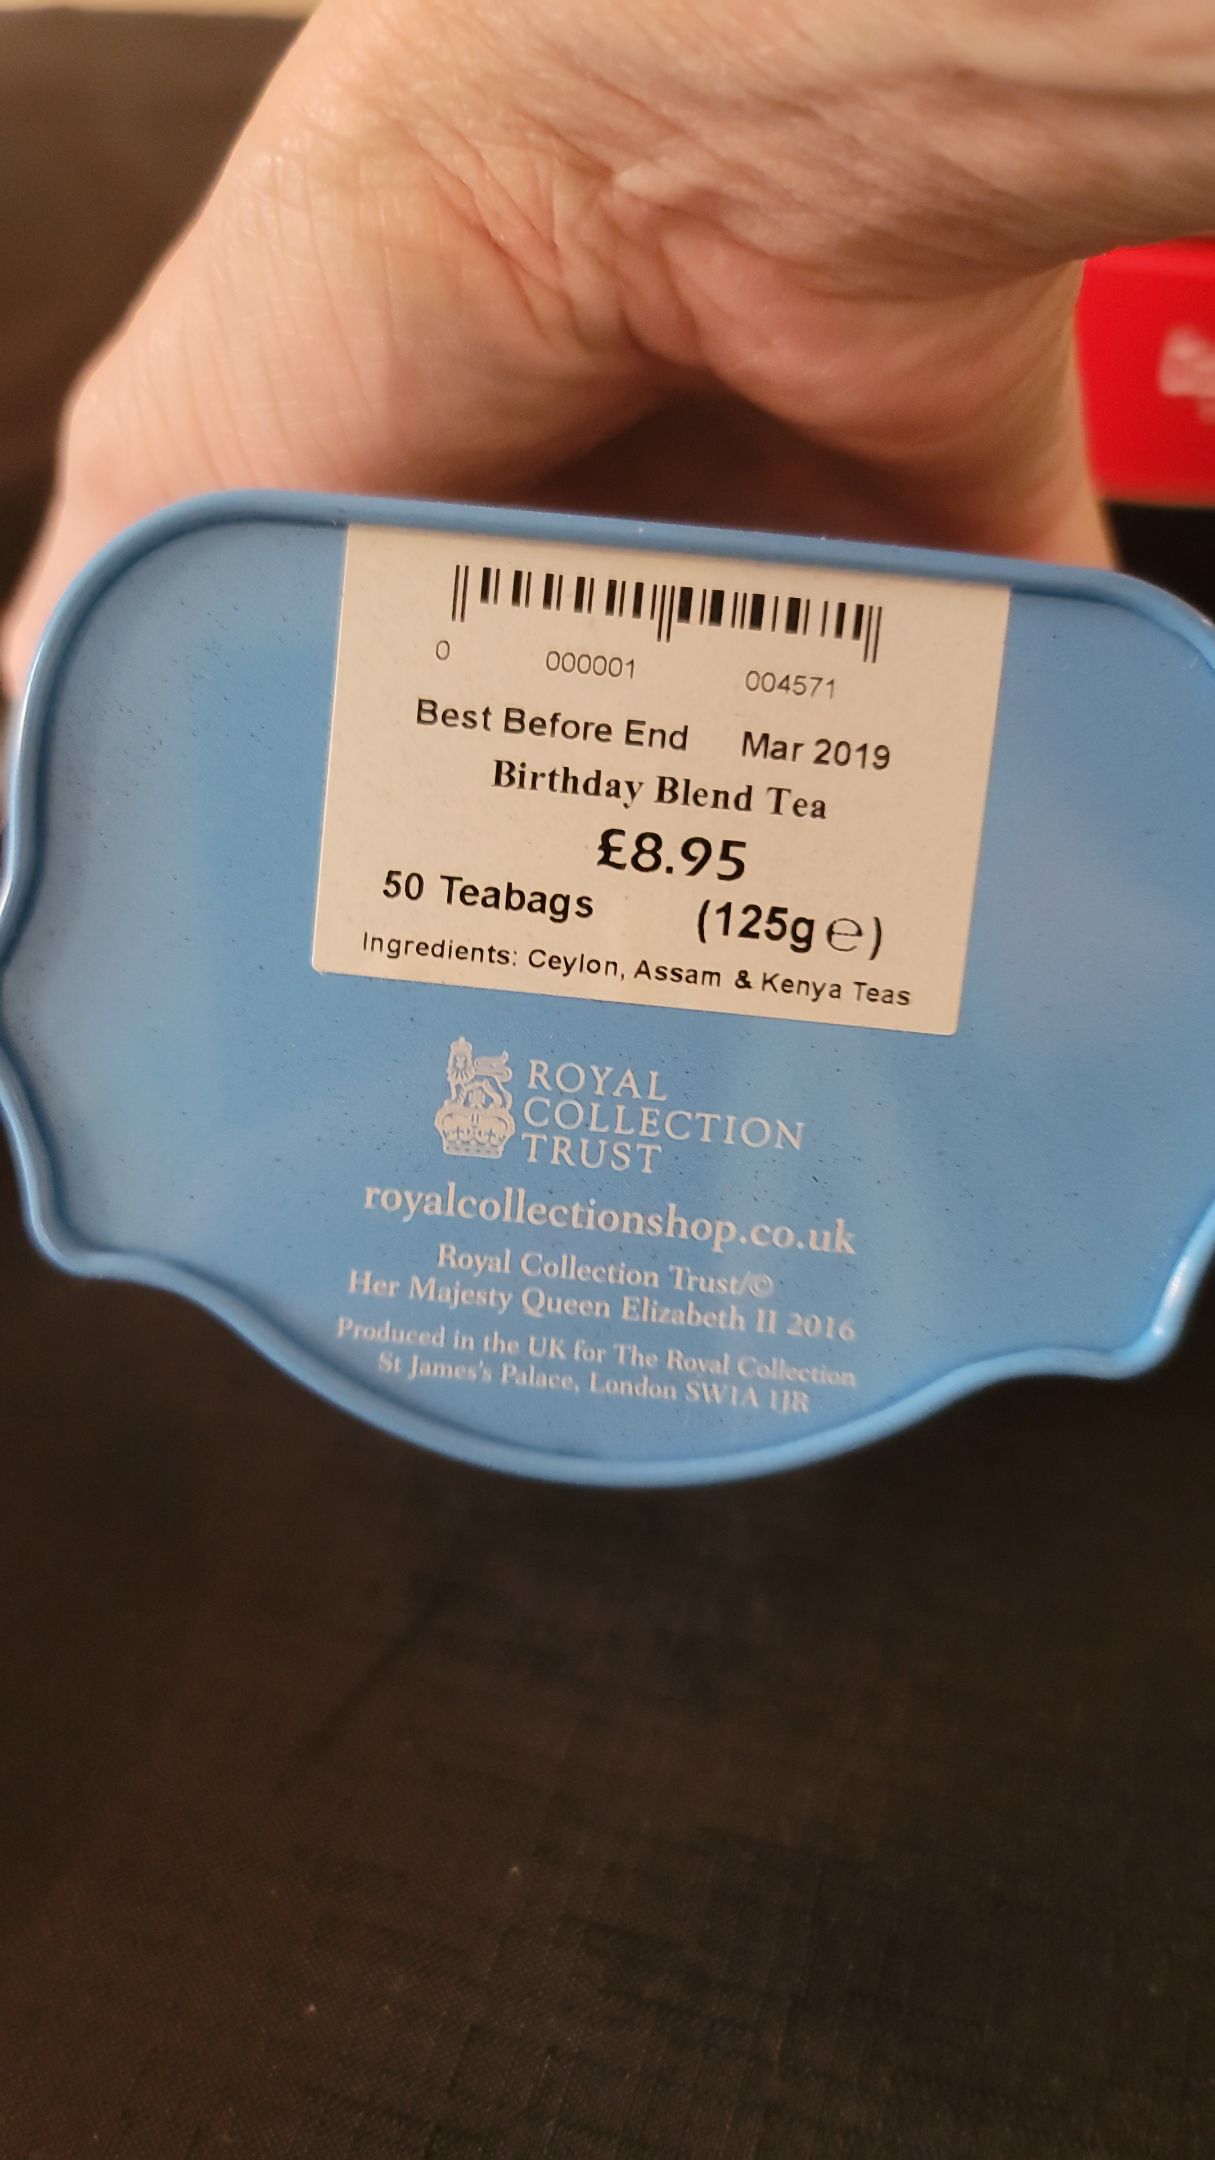 0 000001 004571
Best Before End Mar 2019
Birthday Blend Tea
£8.95
50 Teabags (125g ℮)
Ingredients: Ceylon, Assam & Kenya Teas
ROYAL
COLLECTION
TRUST
royalcollectionshop.co.uk
Royal Collection Trust/©
Her Majesty Queen Elizabeth II 2016
Produced in the UK for The Royal Collection
St James's Palace, London SW1A 1JR